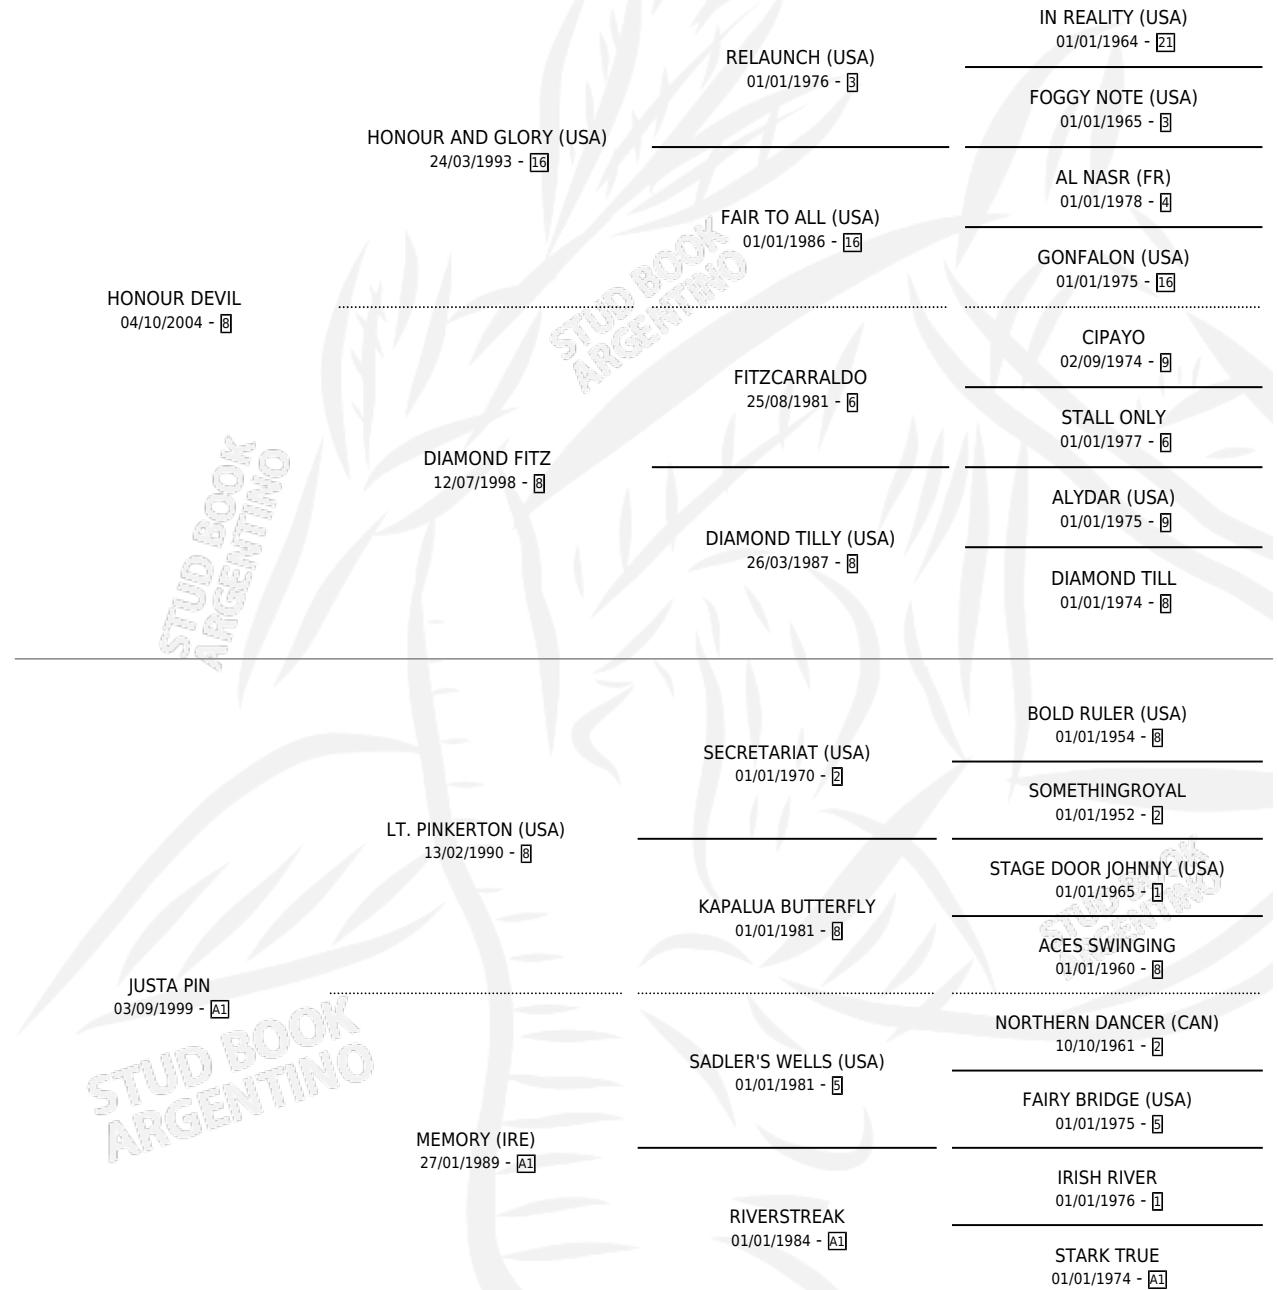 IN REALITY (USA)
01/01/1964 - 21
RELAUNCH (USA)
01/01/1976 - 3
FOGGY NOTE (USA)
01/01/1965 - 3
HONOUR AND GLORY (USA)
24/03/1993 - 16
AL NASR (FR)
01/01/1978 - 4
FAIR TO ALL (USA)
01/01/1986 - 16
GONFALON (USA)
01/01/1975 - 16
HONOUR DEVIL
04/10/2004 - 8
CIPAYO
02/09/1974 - 9
FITZCARRALDO
25/08/1981 - 6
STALL ONLY
01/01/1977 - 6
DIAMOND FITZ
12/07/1998 - 8
ALYDAR (USA)
01/01/1975 - 9
DIAMOND TILLY (USA)
26/03/1987 - 8
DIAMOND TILL
01/01/1974 - 8
BOLD RULER (USA)
01/01/1954 - 8
SECRETARIAT (USA)
01/01/1970 - 2
SOMETHINGROYAL
01/01/1952 - 2
LT. PINKERTON (USA)
13/02/1990 - 8
STAGE DOOR JOHNNY (USA)
01/01/1965 - 1
KAPALUA BUTTERFLY
01/01/1981 - 8
ACES SWINGING
01/01/1960 - 8
JUSTA PIN
03/09/1999 - A1
NORTHERN DANCER (CAN)
10/10/1961 - 2
SADLER'S WELLS (USA)
01/01/1981 - 5
FAIRY BRIDGE (USA)
01/01/1975 - 5
MEMORY (IRE)
27/01/1989 - A1
IRISH RIVER
01/01/1976 - 1
RIVERSTREAK
01/01/1984 - A1
STARK TRUE
01/01/1974 - A1
STUD BOOK
ARGENTINO
STUD BOOK
ARGENTINO
STUD BOOK
ARGENTINO
STUD BOOK
ARGENTINO